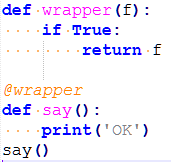 def wrapper(f):
    if True:
        return f

@wrapper
def say():
    print('OK')
say()